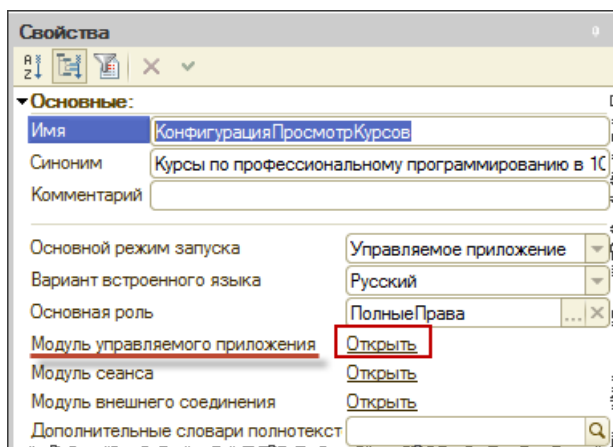 Свойства
Основные:
Имя КонфигурацияПросмотрКурсов
Синоним Курсы по профессиональному программированию в 1С
Комментарий
Основной режим запуска Управляемое приложение
Вариант встроенного языка Русский
Основная роль ПолныеПрава ...
Модуль управляемого приложения Открыть
Модуль сеанса Открыть
Модуль внешнего соединения Открыть
Дополнительные словари полнотекст